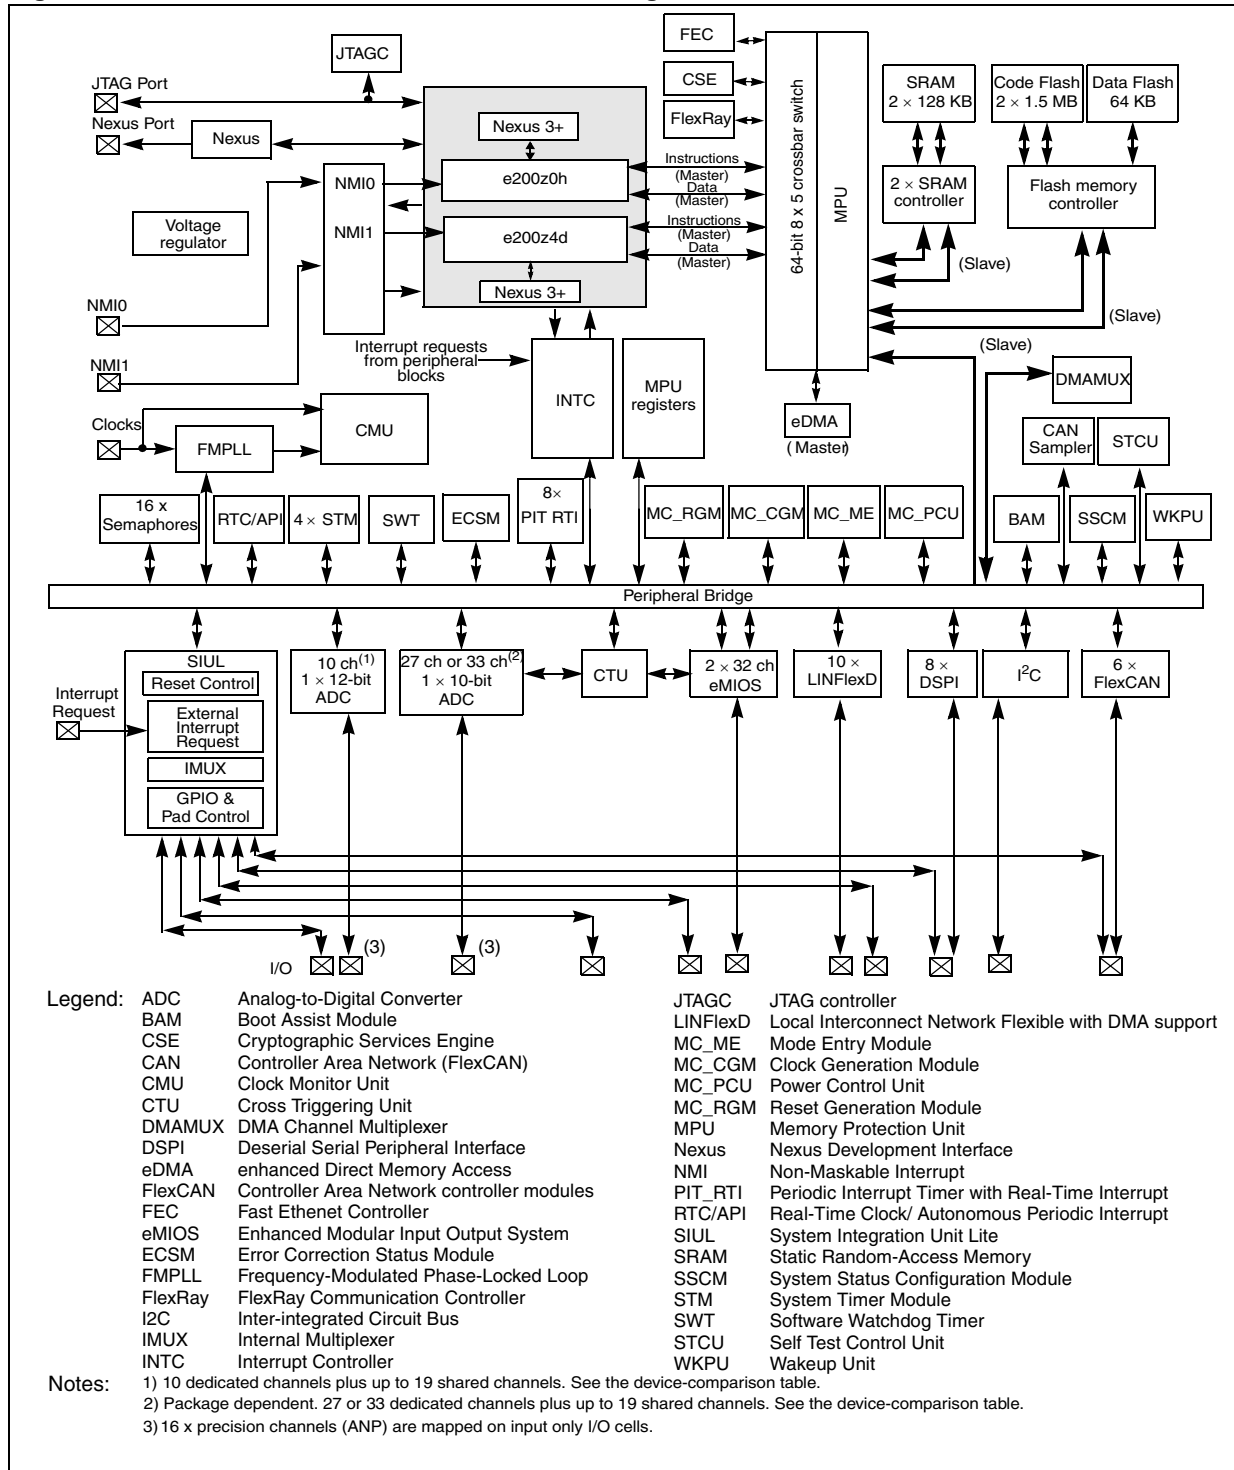 JTAGC
JTAG Port
Nexus Port
Nexus
Nexus 3+
e200z0h
e200z4d
Nexus 3+
NMI0
NMI1
Voltage
regulator
NMI0
NMI1
Clocks
FMPLL
CMU
Interrupt requests
from peripheral
blocks
INTC
MPU
registers
FEC
CSE
FlexRay
Instructions
(Master)
Data
(Master)
Instructions
(Master)
Data
(Master)
64-bit 8 x 5 crossbar switch
MPU
eDMA
(Master)
SRAM
2 × 128 KB
Code Flash
2 × 1.5 MB
Data Flash
64 KB
2 × SRAM
controller
Flash memory
controller
(Slave)
(Slave)
(Slave)
DMAMUX
CAN
Sampler
STCU
16 x
Semaphores
RTC/API
4 × STM
SWT
ECSM
8×
PIT RTI
MC_RGM
MC_CGM
MC_ME
MC_PCU
BAM
SSCM
WKPU
Peripheral Bridge
SIUL
Reset Control
External
Interrupt
Request
IMUX
GPIO &
Pad Control
Interrupt
Request
10 ch(1)
1 × 12-bit
ADC
27 ch or 33 ch(2)
1 × 10-bit
ADC
CTU
2 × 32 ch
eMIOS
10 ×
LINFlexD
8 ×
DSPI
I2C
6 ×
FlexCAN
I/O
(3)
(3)
Legend:
ADC Analog-to-Digital Converter
BAM Boot Assist Module
CSE Cryptographic Services Engine
CAN Controller Area Network (FlexCAN)
CMU Clock Monitor Unit
CTU Cross Triggering Unit
DMAMUX DMA Channel Multiplexer
DSPI Deserial Serial Peripheral Interface
eDMA enhanced Direct Memory Access
FlexCAN Controller Area Network controller modules
FEC Fast Ethenet Controller
eMIOS Enhanced Modular Input Output System
ECSM Error Correction Status Module
FMPLL Frequency-Modulated Phase-Locked Loop
FlexRay FlexRay Communication Controller
I2C Inter-integrated Circuit Bus
IMUX Internal Multiplexer
INTC Interrupt Controller
JTAGC JTAG controller
LINFlexD Local Interconnect Network Flexible with DMA support
MC_ME Mode Entry Module
MC_CGM Clock Generation Module
MC_PCU Power Control Unit
MC_RGM Reset Generation Module
MPU Memory Protection Unit
Nexus Nexus Development Interface
NMI Non-Maskable Interrupt
PIT_RTI Periodic Interrupt Timer with Real-Time Interrupt
RTC/API Real-Time Clock/ Autonomous Periodic Interrupt
SIUL System Integration Unit Lite
SRAM Static Random-Access Memory
SSCM System Status Configuration Module
STM System Timer Module
SWT Software Watchdog Timer
STCU Self Test Control Unit
WKPU Wakeup Unit
Notes:
1) 10 dedicated channels plus up to 19 shared channels. See the device-comparison table.
2) Package dependent. 27 or 33 dedicated channels plus up to 19 shared channels. See the device-comparison table.
3) 16 x precision channels (ANP) are mapped on input only I/O cells.